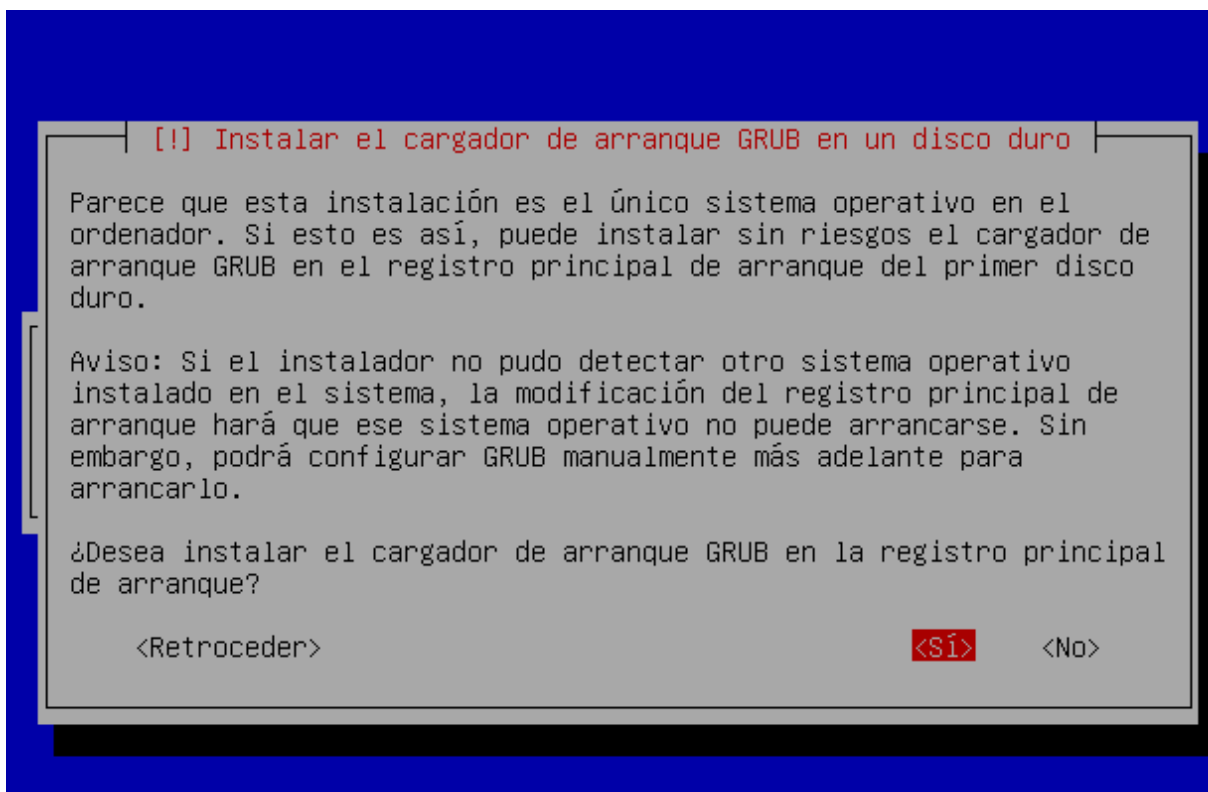 [!] Instalar el cargador de arranque GRUB en un disco duro
Parece que esta instalación es el único sistema operativo en el
ordenador. Si esto es así, puede instalar sin riesgos el cargador de
arranque GRUB en el registro principal de arranque del primer disco
duro.
Aviso: Si el instalador no pudo detectar otro sistema operativo
instalado en el sistema, la modificación del registro principal de
arranque hará que ese sistema operativo no puede arrancarse. Sin
embargo, podrá configurar GRUB manualmente más adelante para
arrancarlo.
¿Desea instalar el cargador de arranque GRUB en la registro principal
de arranque?
<Retroceder> <Sí> <No>